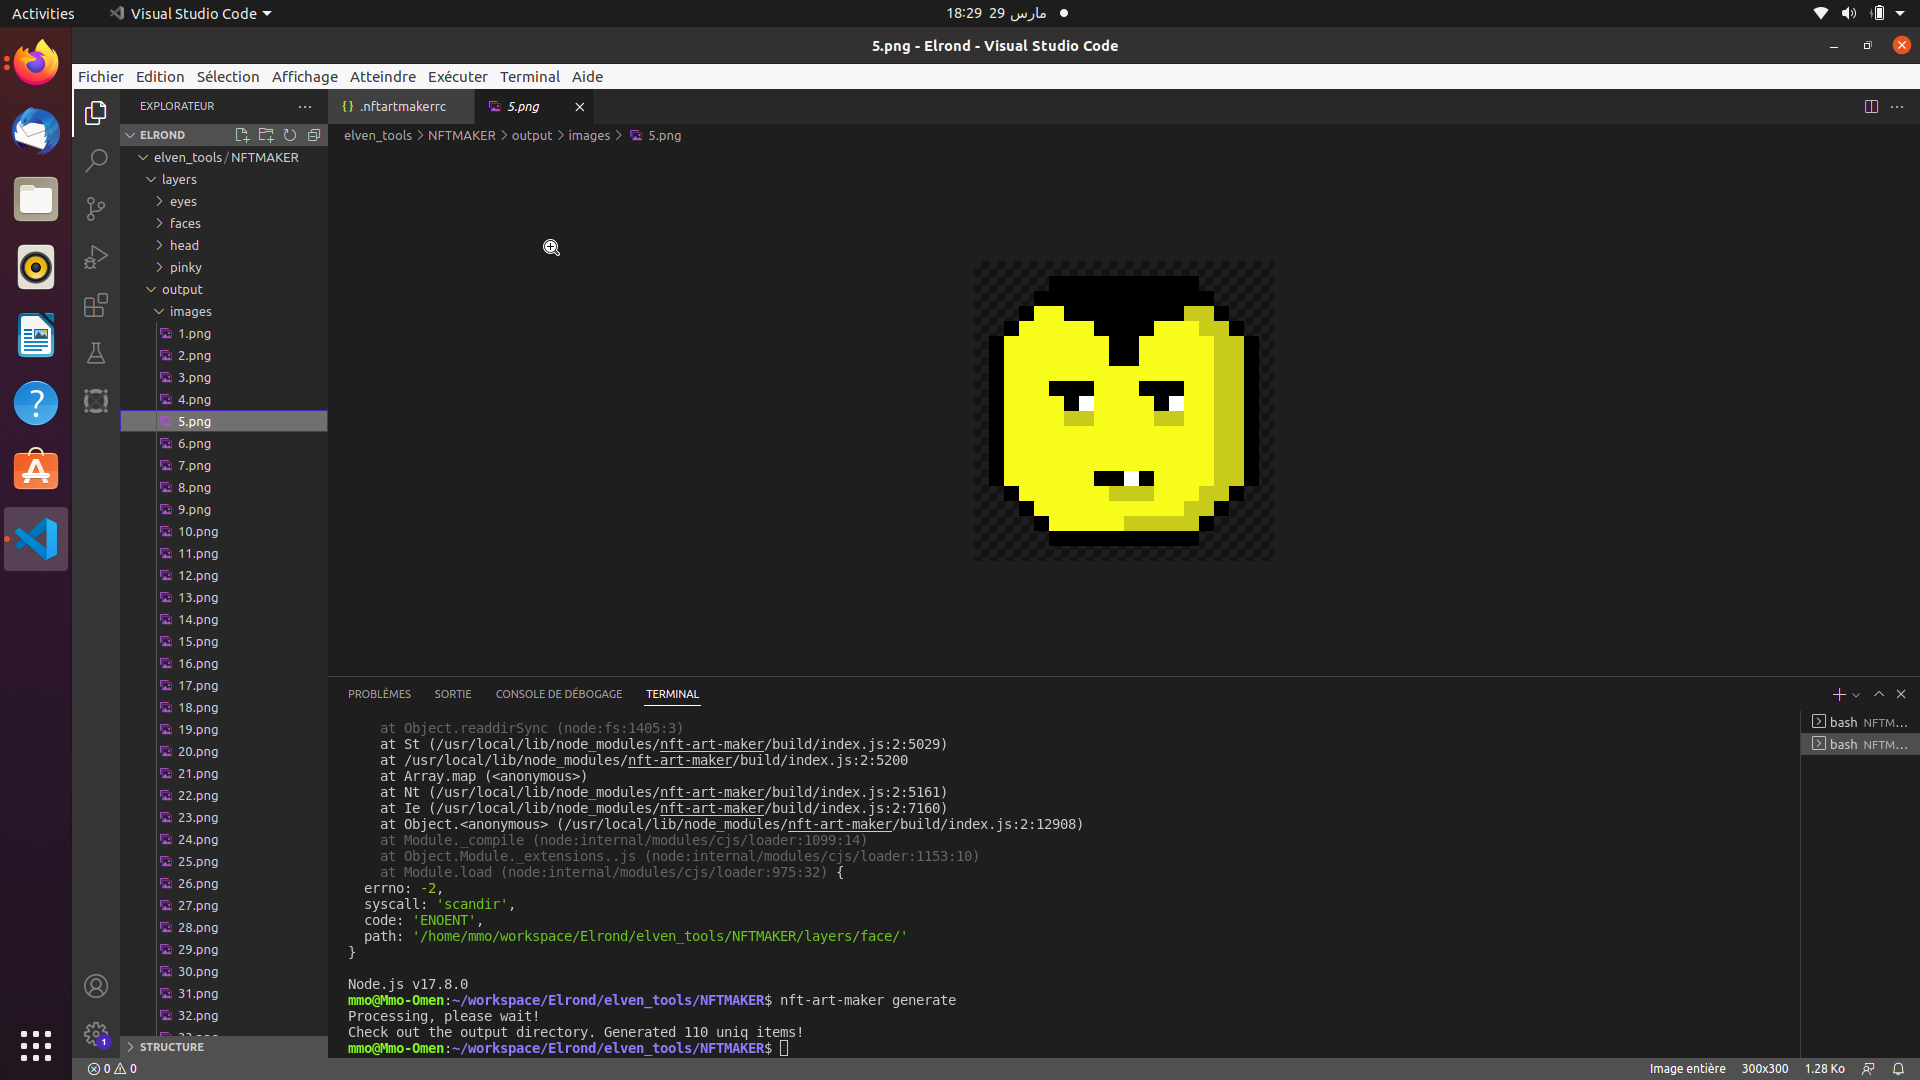 Activities
Visual Studio Code
18:29 29 مارس
5.png - Elrond - Visual Studio Code
Fichier Edition Sélection Affichage Atteindre Exécuter Terminal Aide
EXPLORATEUR
ELROND
elven_tools/NFTMAKER
layers
eyes
faces
head
pinky
output
images
1.png
2.png
3.png
4.png
5.png
6.png
7.png
8.png
9.png
10.png
11.png
12.png
13.png
14.png
15.png
16.png
17.png
18.png
19.png
20.png
21.png
22.png
23.png
24.png
25.png
26.png
27.png
28.png
29.png
30.png
31.png
32.png
STRUCTURE
{} .nftartmakerrc
5.png
elven_tools > NFTMAKER > output > images > 5.png
PROBLÈMES SORTIE CONSOLE DE DÉBOGAGE TERMINAL
at Object.readdirSync (node:fs:1405:3)
at St (/usr/local/lib/node_modules/nft-art-maker/build/index.js:2:5029)
at /usr/local/lib/node_modules/nft-art-maker/build/index.js:2:5200
at Array.map (<anonymous>)
at Nt (/usr/local/lib/node_modules/nft-art-maker/build/index.js:2:5161)
at Ie (/usr/local/lib/node_modules/nft-art-maker/build/index.js:2:7160)
at Object.<anonymous> (/usr/local/lib/node_modules/nft-art-maker/build/index.js:2:12908)
at Module._compile (node:internal/modules/cjs/loader:1099:14)
at Object.Module._extensions..js (node:internal/modules/cjs/loader:1153:10)
at Module.load (node:internal/modules/cjs/loader:975:32) {
errno: -2,
syscall: 'scandir',
code: 'ENOENT',
path: '/home/mmo/workspace/Elrond/elven_tools/NFTMAKER/layers/face/'
}
Node.js v17.8.0
mmo@Mmo-Omen:~/workspace/Elrond/elven_tools/NFTMAKER$ nft-art-maker generate
Processing, please wait!
Check out the output directory. Generated 110 uniq items!
mmo@Mmo-Omen:~/workspace/Elrond/elven_tools/NFTMAKER$
bash NFTM...
bash NFTM...
1
0 0
Image entière 300x300 1.28 Ko